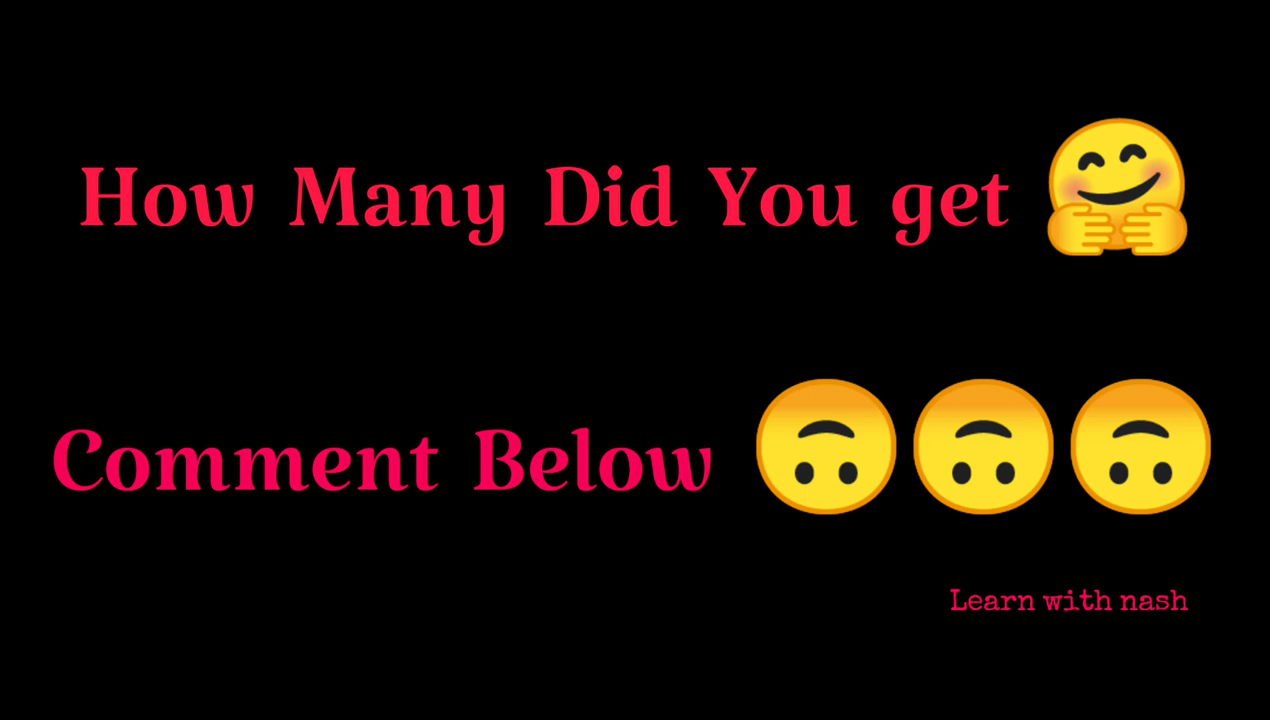 How Many Did You get 🤗
Comment Below 🙃🙃🙃
Learn with nash